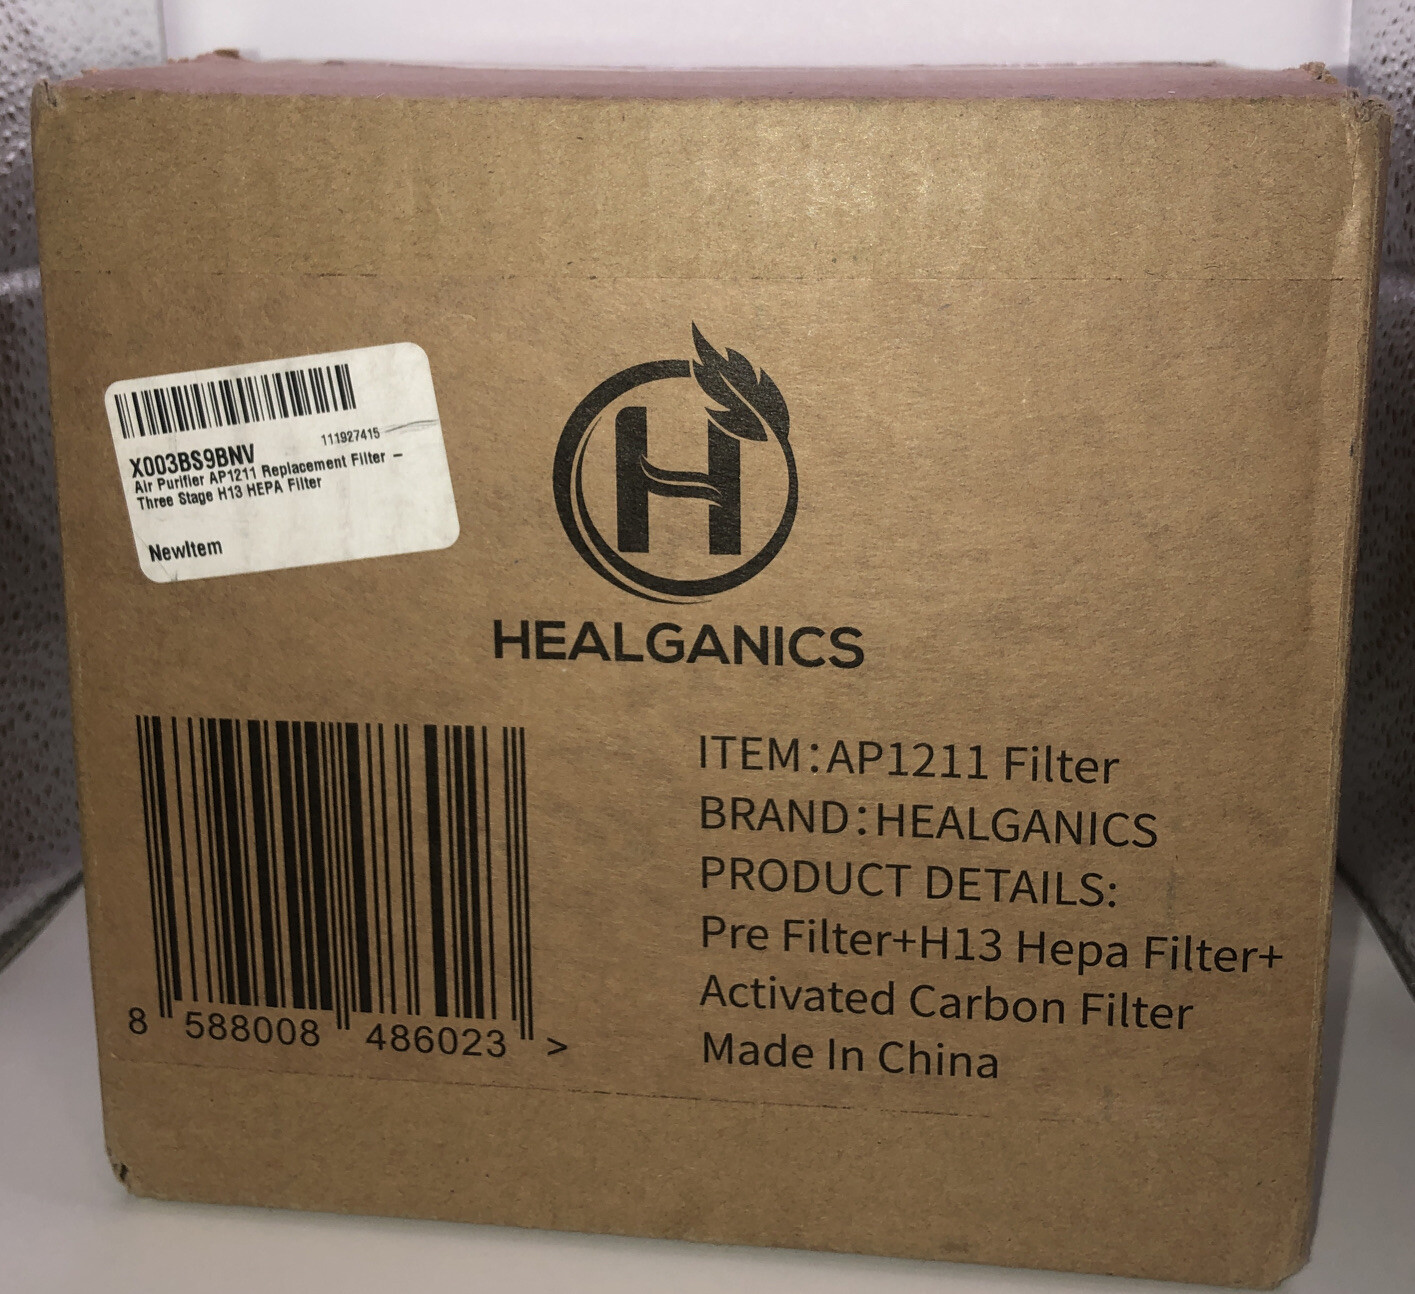 111927415
X003BS9BNV
Air Purifier AP1211 Replacement Filter –
Three Stage H13 HEPA Filter
NewItem
H
HEALGANICS
8 588008 486023 >
ITEM:AP1211 Filter
BRAND:HEALGANICS
PRODUCT DETAILS:
Pre Filter+H13 Hepa Filter+
Activated Carbon Filter
Made In China